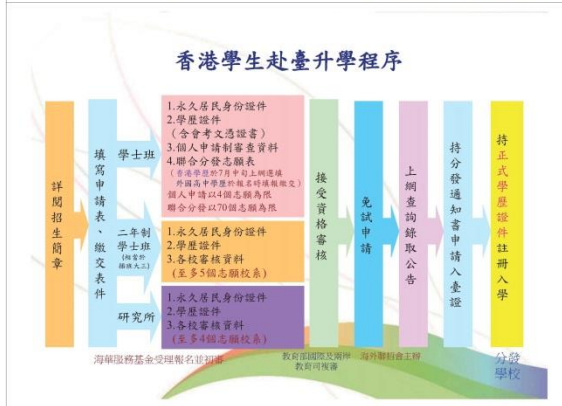 香港學生赴臺升學程序
詳閱招生簡章
填寫申請表、繳交表件
學士班
1.永久居民身份證件
2.學歷證件
(含會考文憑證書)
3.個人申請制審查資料
4.聯合分發志願表
(香港學歷於7月中旬上網選填
外國高中學歷於報名時填報繳交)
個人申請以4個志願為限
聯合分發以70個志願為限
二年制
學士班
(相當於
插班大三)
1.永久居民身份證件
2.學歷證件
3.各校審核資料
(至多5個志願校系)
研究所
1.永久居民身份證件
2.學歷證件
3.各校審核資料
(至多4個志願校系)
接受資格審核
免試申請
上網查詢錄取公告
持分發通知書申請入臺證
持正式學歷證件註冊入學
海華服務基金受理報名並初審
教育部國際及兩岸
教育司複審
海外聯招會主辦
分發
學校